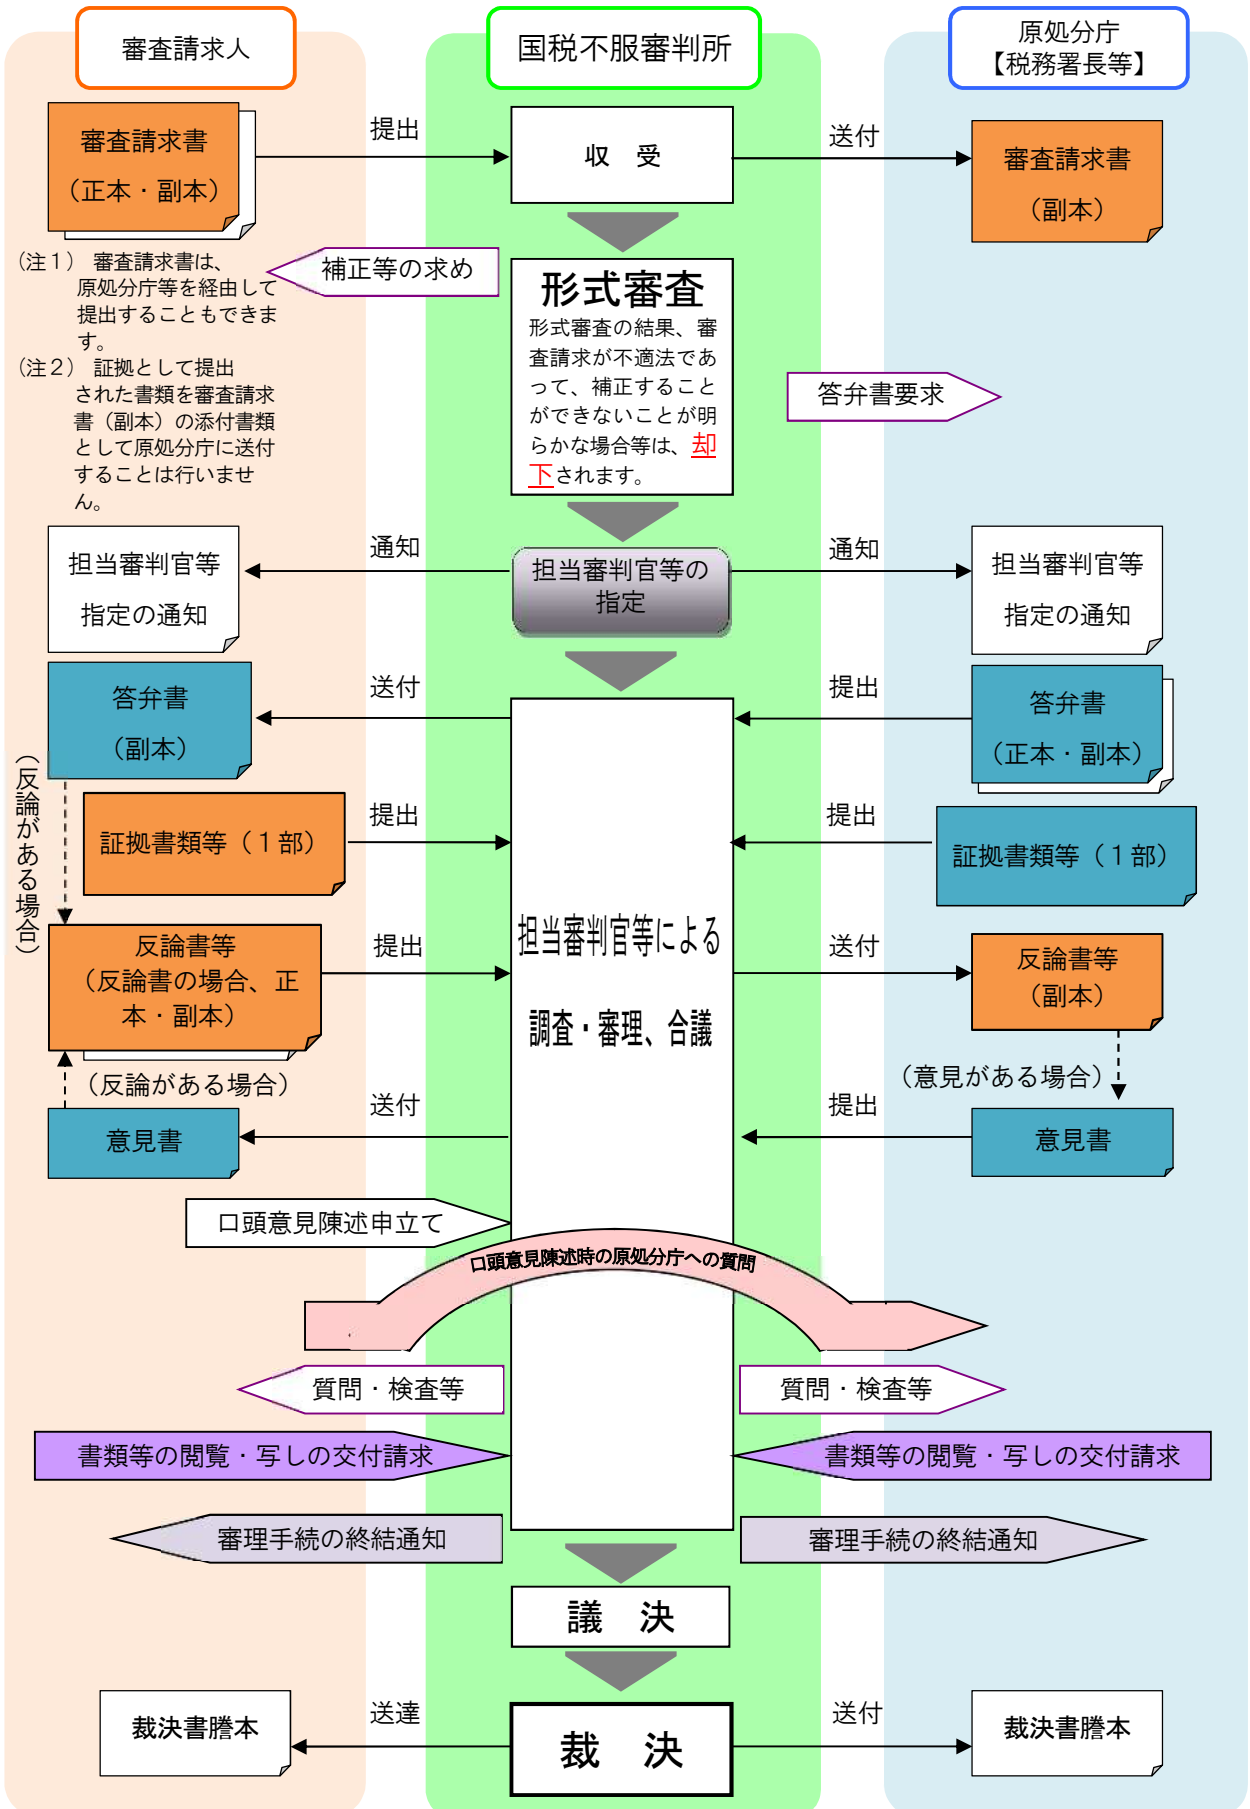 審査請求人
国税不服審判所
原処分庁
【税務署長等】
審査請求書
（正本・副本）
提出
収　受
送付
審査請求書
（副本）
（注１）　審査請求書は、
原処分庁等を経由して
提出することもできま
す。
（注２）　証拠として提出
された書類を審査請求
書（副本）の添付書類
として原処分庁に送付
することは行いませ
ん。
補正等の求め
形式審査
形式審査の結果、審
査請求が不適法であ
って、補正すること
ができないことが明
らかな場合等は、却
下されます。
答弁書要求
担当審判官等
指定の通知
通知
担当審判官等の
指定
通知
担当審判官等
指定の通知
答弁書
（副本）
送付
提出
答弁書
（正本・副本）
（反論がある場合）
証拠書類等（１部）
提出
提出
証拠書類等（１部）
担当審判官等による
調査・審理、合議
反論書等
（反論書の場合、正
本・副本）
提出
送付
反論書等
（副本）
（反論がある場合）
（意見がある場合）
意見書
送付
提出
意見書
口頭意見陳述申立て
口頭意見陳述時の原処分庁への質問
質問・検査等
質問・検査等
書類等の閲覧・写しの交付請求
書類等の閲覧・写しの交付請求
審理手続の終結通知
審理手続の終結通知
議　決
裁決書謄本
送達
裁　決
送付
裁決書謄本